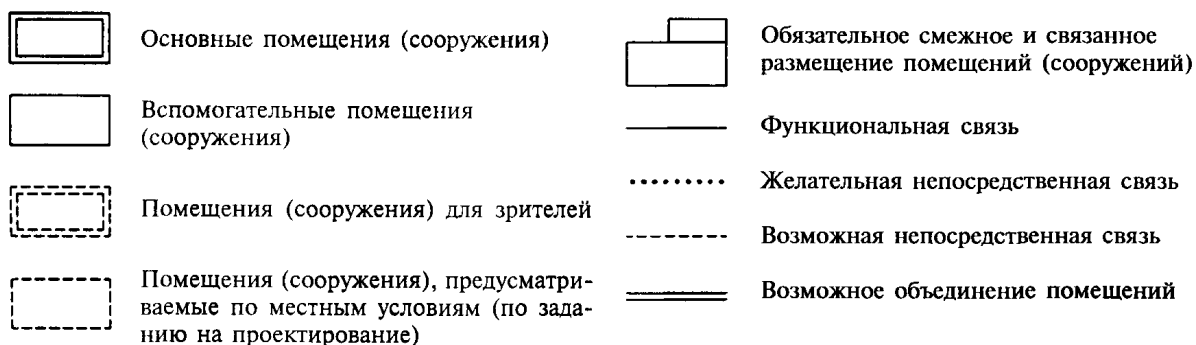 Основные помещения (сооружения)
Вспомогательные помещения
(сооружения)
Помещения (сооружения) для зрителей
Помещения (сооружения), предусматри-
ваемые по местным условиям (по зада-
нию на проектирование)
Обязательное смежное и связанное
размещение помещений (сооружений)
Функциональная связь
Желательная непосредственная связь
Возможная непосредственная связь
Возможное объединение помещений